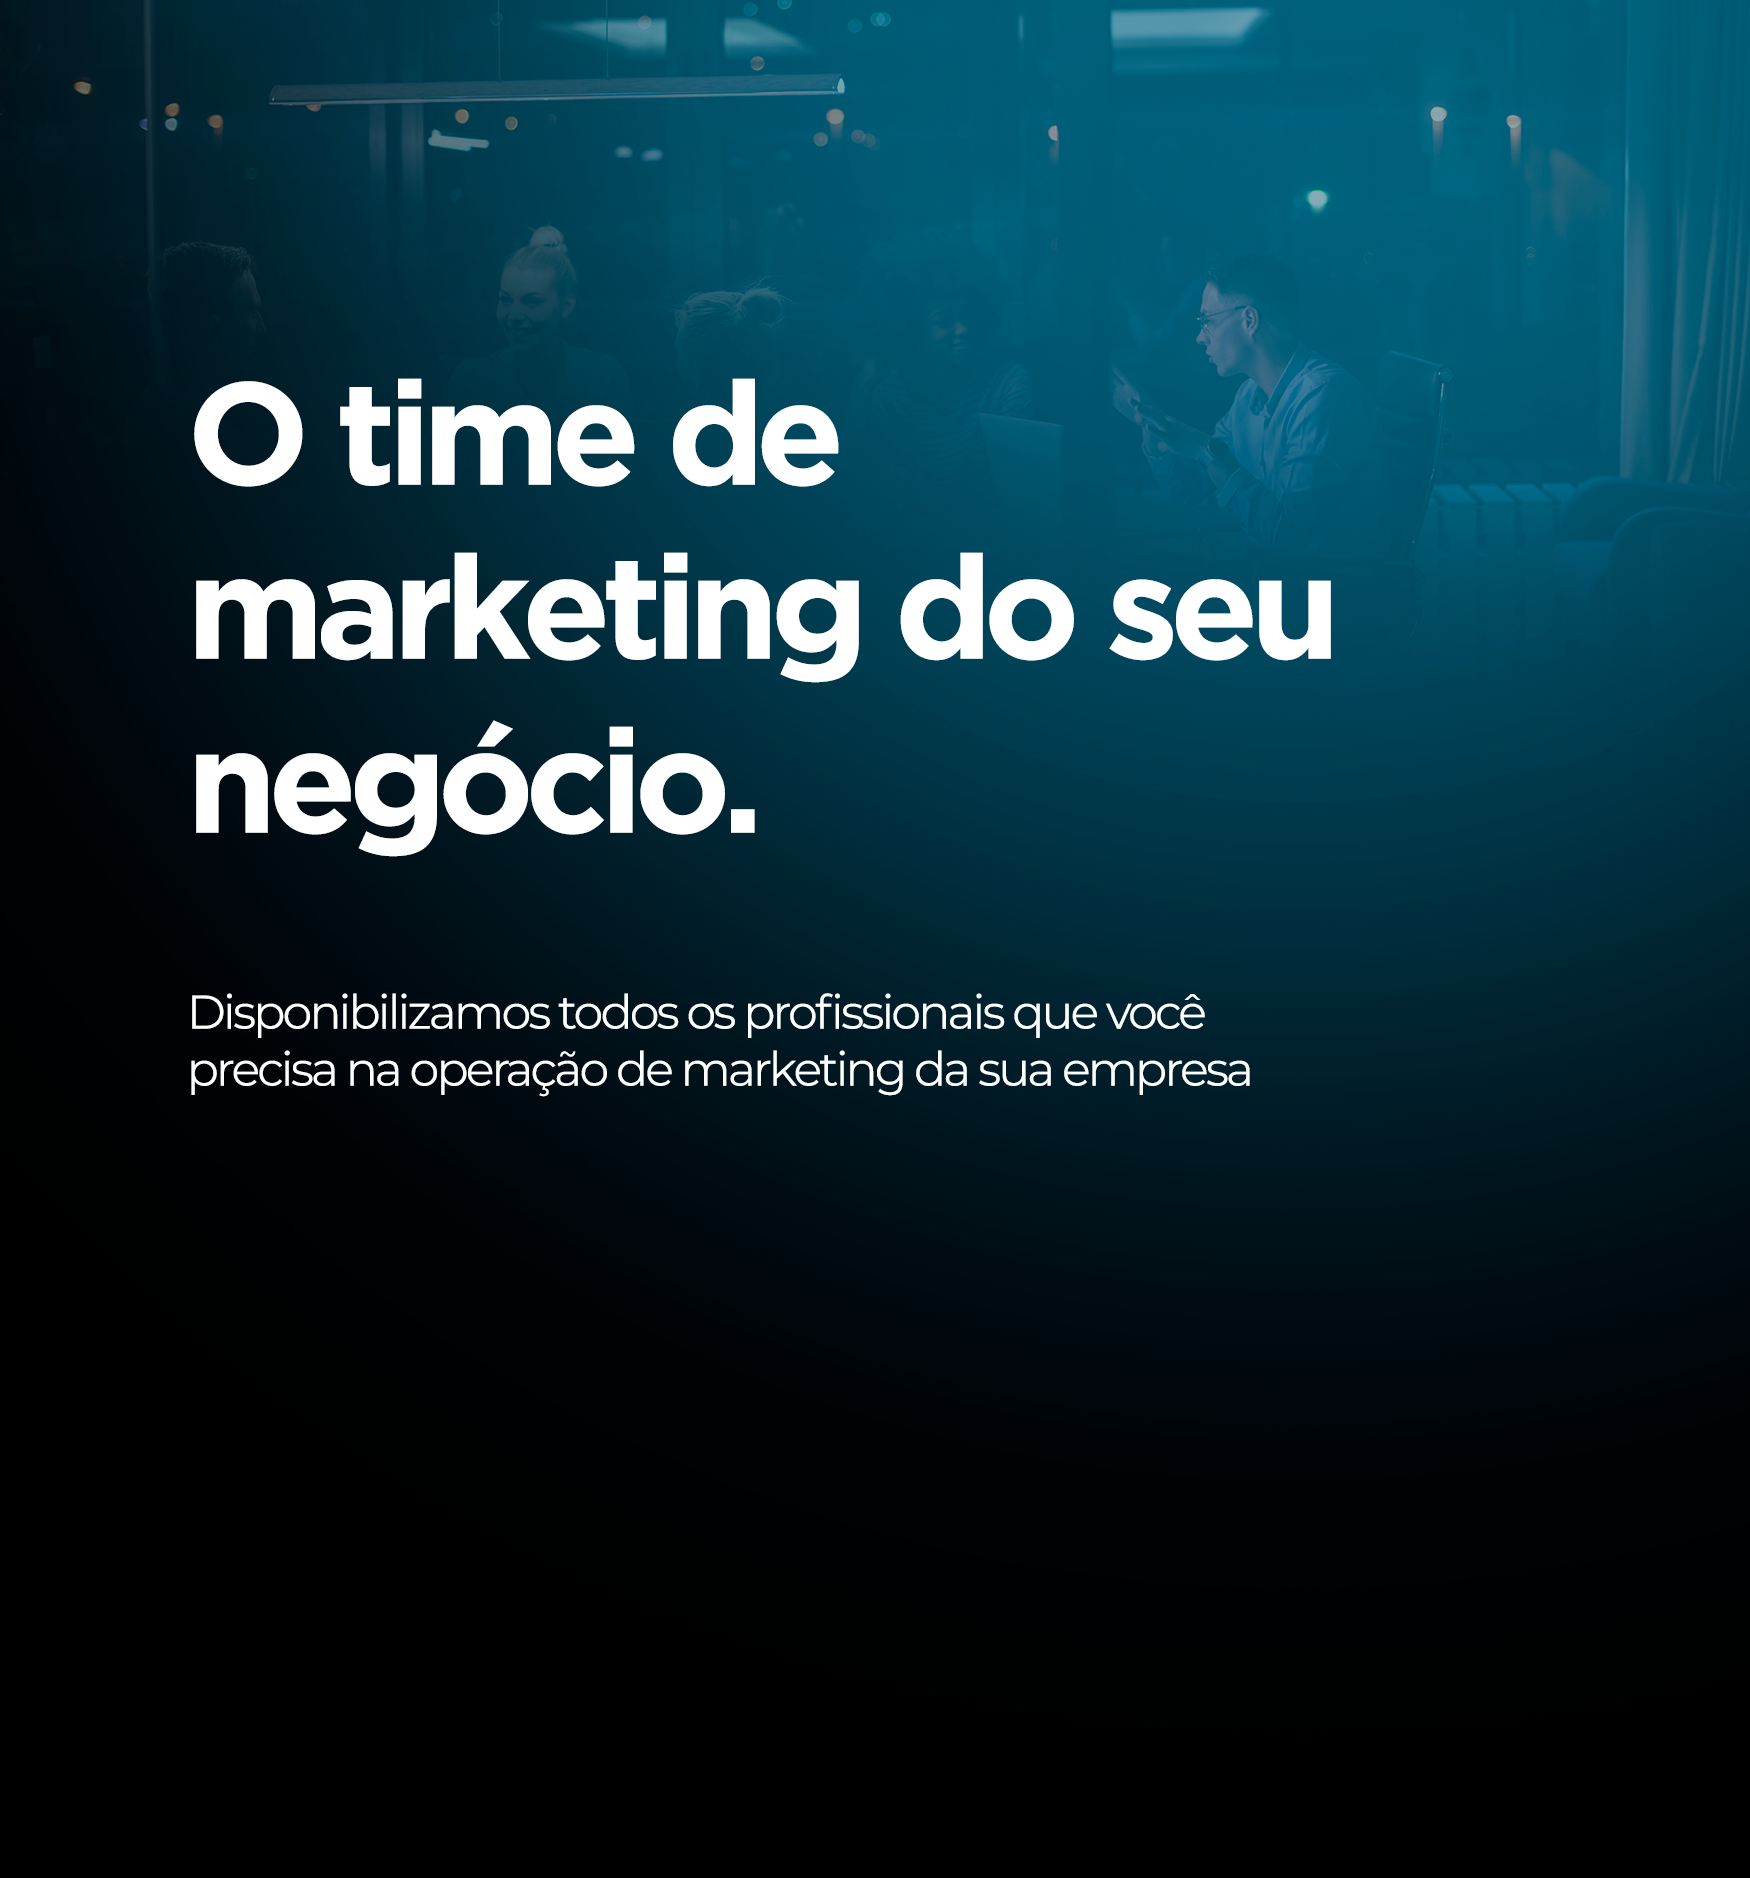 O time de
marketing do seu
negócio.
Disponibilizamos todos os profissionais que você
precisa na operação de marketing da sua empresa